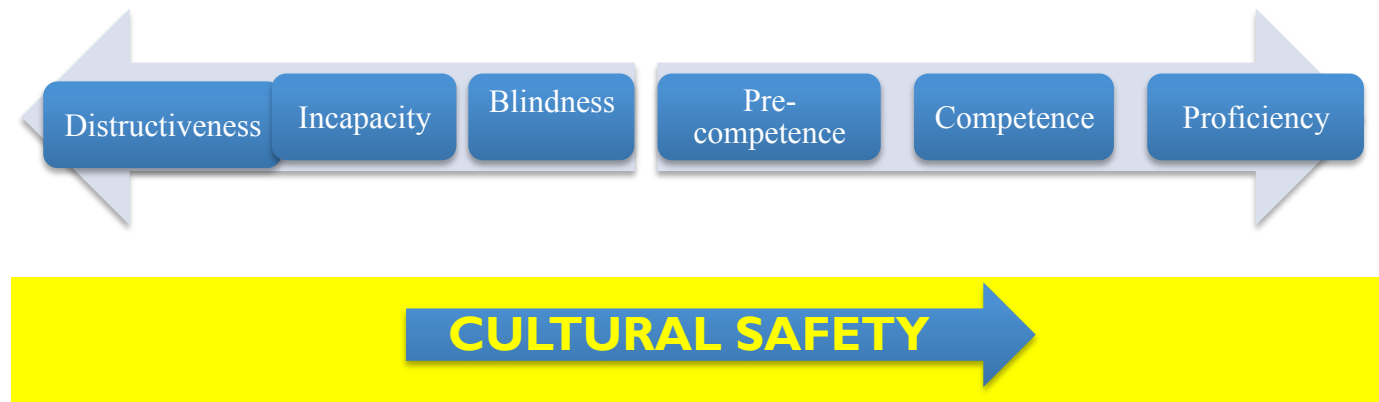 Distructiveness
Incapacity
Blindness
Pre-
competence
Competence
Proficiency
CULTURAL SAFETY